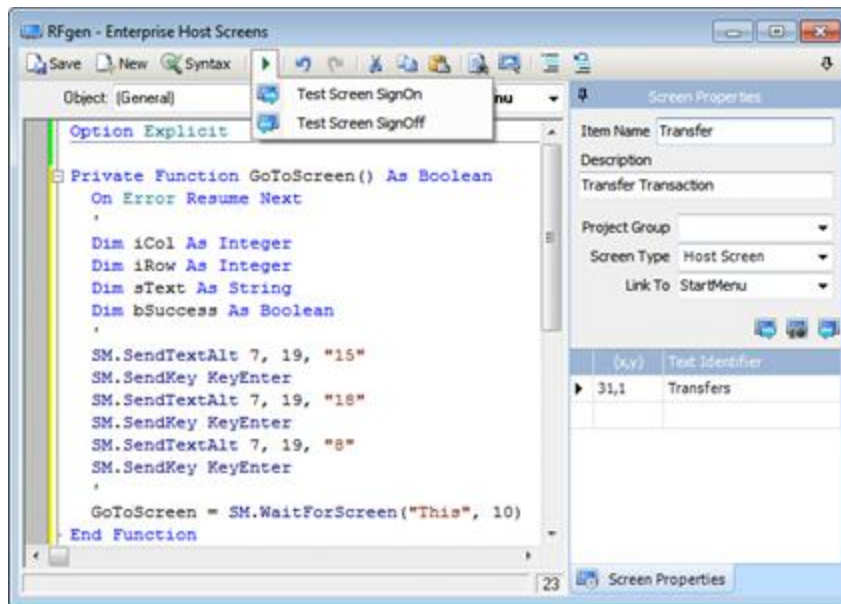 RFgen - Enterprise Host Screens
Save New Syntax
Object: (General) nu
Test Screen SignOn
Test Screen SignOff
Option Explicit
Private Function GoToScreen() As Boolean
On Error Resume Next
'
Dim iCol As Integer
Dim iRow As Integer
Dim sText As String
Dim bSuccess As Boolean
'
SM.SendTextAlt 7, 19, "15"
SM.SendKey KeyEnter
SM.SendTextAlt 7, 19, "18"
SM.SendKey KeyEnter
SM.SendTextAlt 7, 19, "8"
SM.SendKey KeyEnter
'
GoToScreen = SM.WaitForScreen("This", 10)
End Function
23
Screen Properties
Item Name Transfer
Description
Transfer Transaction
Project Group
Screen Type Host Screen
Link To StartMenu
(x,y) Text Identifier
31,1 Transfers
Screen Properties